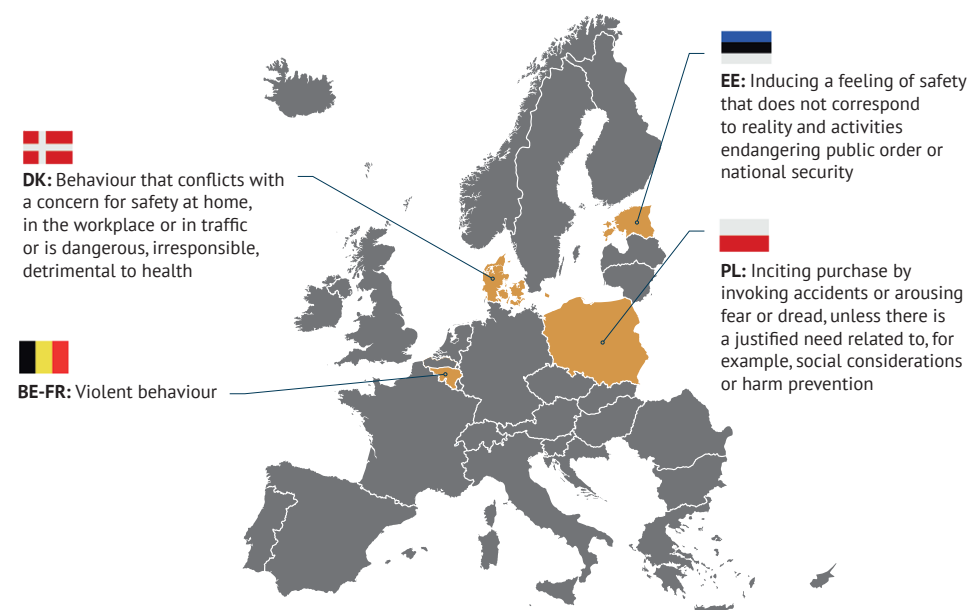 DK: Behaviour that conflicts with
a concern for safety at home,
in the workplace or in traffic
or is dangerous, irresponsible,
detrimental to health
BE-FR: Violent behaviour
EE: Inducing a feeling of safety
that does not correspond
to reality and activities
endangering public order or
national security
PL: Inciting purchase by
invoking accidents or arousing
fear or dread, unless there is
a justified need related to, for
example, social considerations
or harm prevention